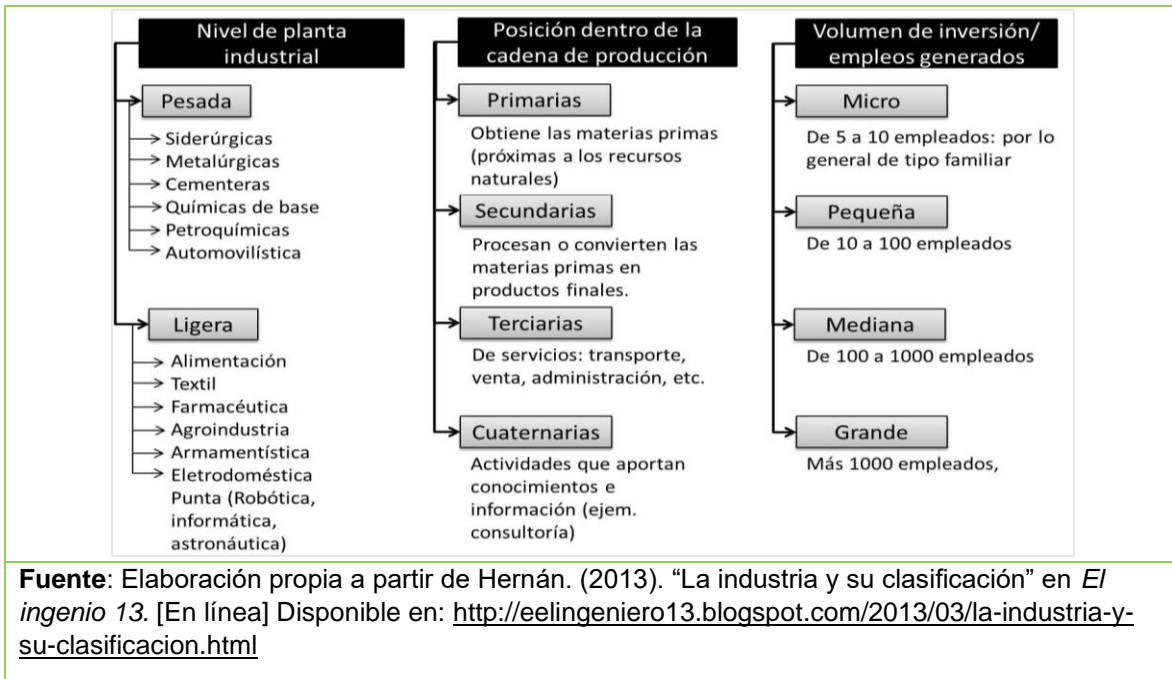 Nivel de planta
industrial
Pesada
Siderúrgicas
Metalúrgicas
Cementeras
Químicas de base
Petroquímicas
Automovilística
Ligera
Alimentación
Textil
Farmacéutica
Agroindustria
Armamentística
Eletrodoméstica
Punta (Robótica,
informática,
astronáutica)
Posición dentro de la
cadena de producción
Primarias
Obtiene las materias primas
(próximas a los recursos
naturales)
Secundarias
Procesan o convierten las
materias primas en
productos finales.
Terciarias
De servicios: transporte,
venta, administración, etc.
Cuaternarias
Actividades que aportan
conocimientos e
información (ejem.
consultoría)
Volumen de inversión/
empleos generados
Micro
De 5 a 10 empleados: por lo
general de tipo familiar
Pequeña
De 10 a 100 empleados
Mediana
De 100 a 1000 empleados
Grande
Más 1000 empleados,
Fuente: Elaboración propia a partir de Hernán. (2013). “La industria y su clasificación” en El
ingenio 13. [En línea] Disponible en: http://eelingeniero13.blogspot.com/2013/03/la-industria-y-
su-clasificacion.html